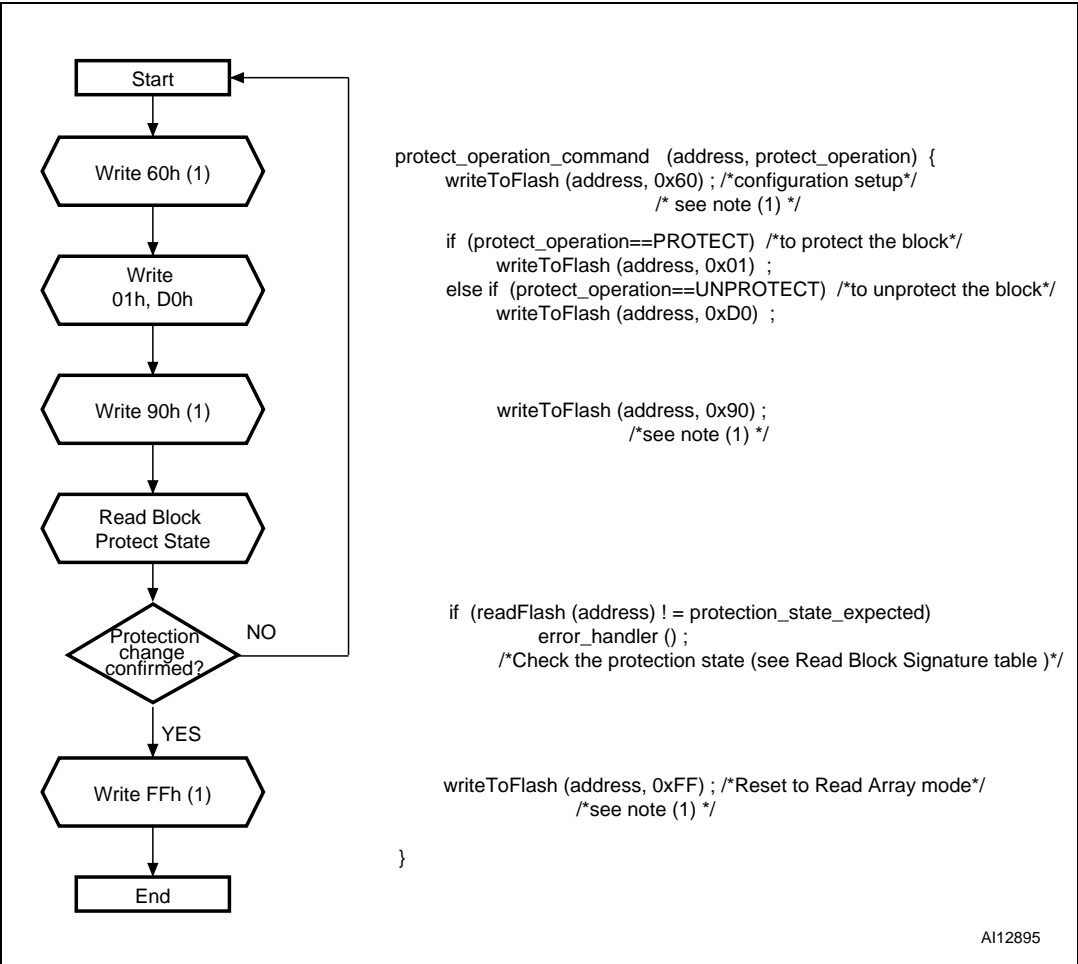 Start
Write 60h (1)
Write
01h, D0h
Write 90h (1)
Read Block
Protect State
Protection
change
confirmed?
NO
YES
Write FFh (1)
End
protect_operation_command (address, protect_operation) {
writeToFlash (address, 0x60) ; /*configuration setup*/
/* see note (1) */
if (protect_operation==PROTECT) /*to protect the block*/
writeToFlash (address, 0x01) ;
else if (protect_operation==UNPROTECT) /*to unprotect the block*/
writeToFlash (address, 0xD0) ;
writeToFlash (address, 0x90) ;
/*see note (1) */
if (readFlash (address) ! = protection_state_expected)
error_handler () ;
/*Check the protection state (see Read Block Signature table )*/
writeToFlash (address, 0xFF) ; /*Reset to Read Array mode*/
/*see note (1) */
}
AI12895